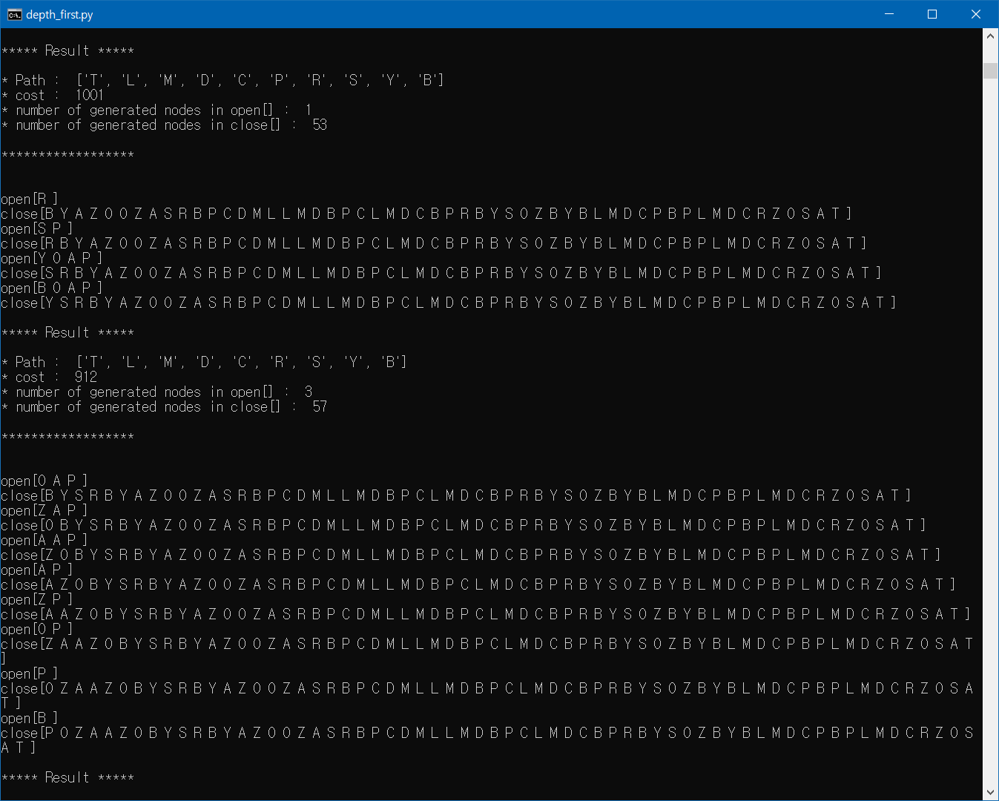 depth_first.py
***** Result *****
* Path :  ['T', 'L', 'M', 'D', 'C', 'P', 'R', 'S', 'Y', 'B']
* cost :  1001
* number of generated nodes in open[] :  1
* number of generated nodes in close[] :  53
******************
open[R ]
close[B Y A Z O O Z A S R B P C D M L L M D B P C L M D C B P R B Y S O Z B Y B L M D C P B P L M D C R Z O S A T ]
open[S P ]
close[R B Y A Z O O Z A S R B P C D M L L M D B P C L M D C B P R B Y S O Z B Y B L M D C P B P L M D C R Z O S A T ]
open[Y O A P ]
close[S R B Y A Z O O Z A S R B P C D M L L M D B P C L M D C B P R B Y S O Z B Y B L M D C P B P L M D C R Z O S A T ]
open[B O A P ]
close[Y S R B Y A Z O O Z A S R B P C D M L L M D B P C L M D C B P R B Y S O Z B Y B L M D C P B P L M D C R Z O S A T ]
***** Result *****
* Path :  ['T', 'L', 'M', 'D', 'C', 'R', 'S', 'Y', 'B']
* cost :  912
* number of generated nodes in open[] :  3
* number of generated nodes in close[] :  57
******************
open[O A P ]
close[B Y S R B Y A Z O O Z A S R B P C D M L L M D B P C L M D C B P R B Y S O Z B Y B L M D C P B P L M D C R Z O S A T ]
open[Z A P ]
close[O B Y S R B Y A Z O O Z A S R B P C D M L L M D B P C L M D C B P R B Y S O Z B Y B L M D C P B P L M D C R Z O S A T ]
open[A A P ]
close[Z O B Y S R B Y A Z O O Z A S R B P C D M L L M D B P C L M D C B P R B Y S O Z B Y B L M D C P B P L M D C R Z O S A T ]
open[A P ]
close[A Z O B Y S R B Y A Z O O Z A S R B P C D M L L M D B P C L M D C B P R B Y S O Z B Y B L M D C P B P L M D C R Z O S A T ]
open[Z P ]
close[A A Z O B Y S R B Y A Z O O Z A S R B P C D M L L M D B P C L M D C B P R B Y S O Z B Y B L M D C P B P L M D C R Z O S A T ]
open[O P ]
close[Z A A Z O B Y S R B Y A Z O O Z A S R B P C D M L L M D B P C L M D C B P R B Y S O Z B Y B L M D C P B P L M D C R Z O S A T
]
open[P ]
close[O Z A A Z O B Y S R B Y A Z O O Z A S R B P C D M L L M D B P C L M D C B P R B Y S O Z B Y B L M D C P B P L M D C R Z O S A
T ]
open[B ]
close[P O Z A A Z O B Y S R B Y A Z O O Z A S R B P C D M L L M D B P C L M D C B P R B Y S O Z B Y B L M D C P B P L M D C R Z O S
A T ]
***** Result *****